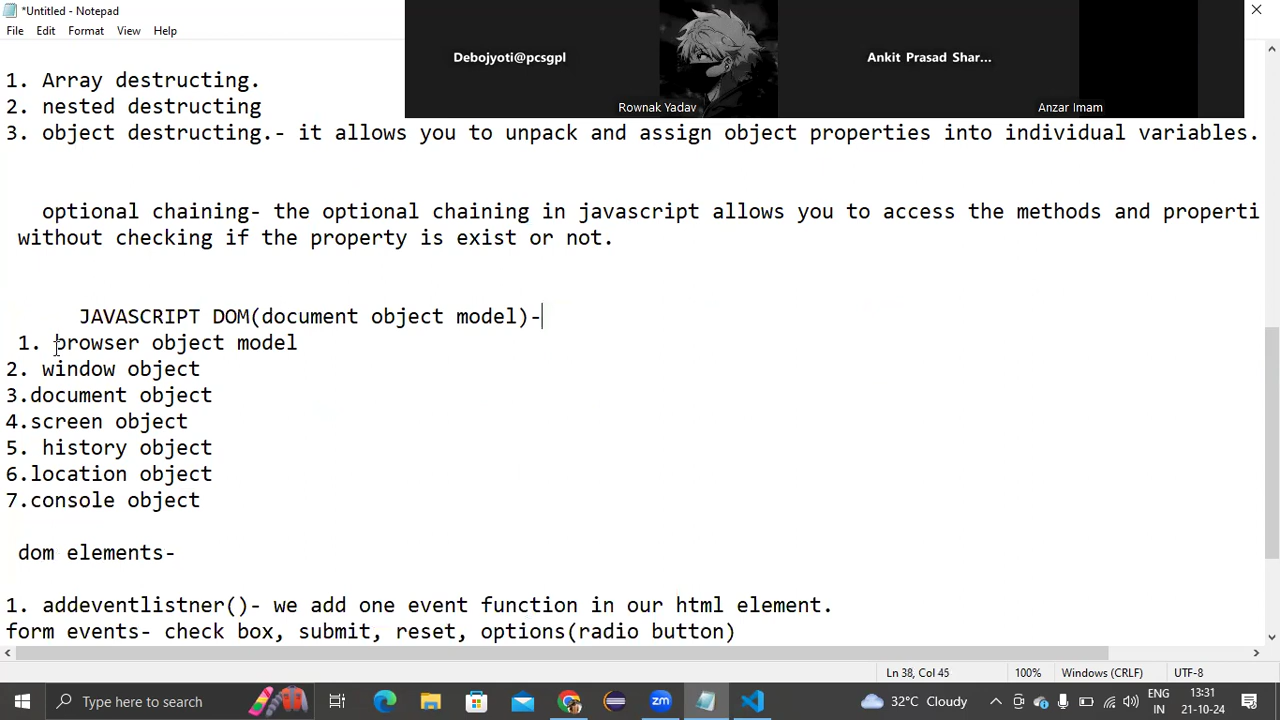 *Untitled - Notepad
File Edit Format View Help
Debojyoti@pcsgpl
Rownak Yadav
Ankit Prasad Shar...
Anzar Imam
1. Array destructing.
2. nested destructing
3. object destructing.- it allows you to unpack and assign object properties into individual variables.
optional chaining- the optional chaining in javascript allows you to access the methods and properti
without checking if the property is exist or not.
JAVASCRIPT DOM(document object model)-
1. browser object model
2. window object
3.document object
4.screen object
5. history object
6.location object
7.console object
dom elements-
1. addeventlistner()- we add one event function in our html element.
form events- check box, submit, reset, options(radio button)
Ln 38, Col 45 100% Windows (CRLF) UTF-8
Type here to search
zm
32°C Cloudy
ENG
IN
13:31
21-10-24